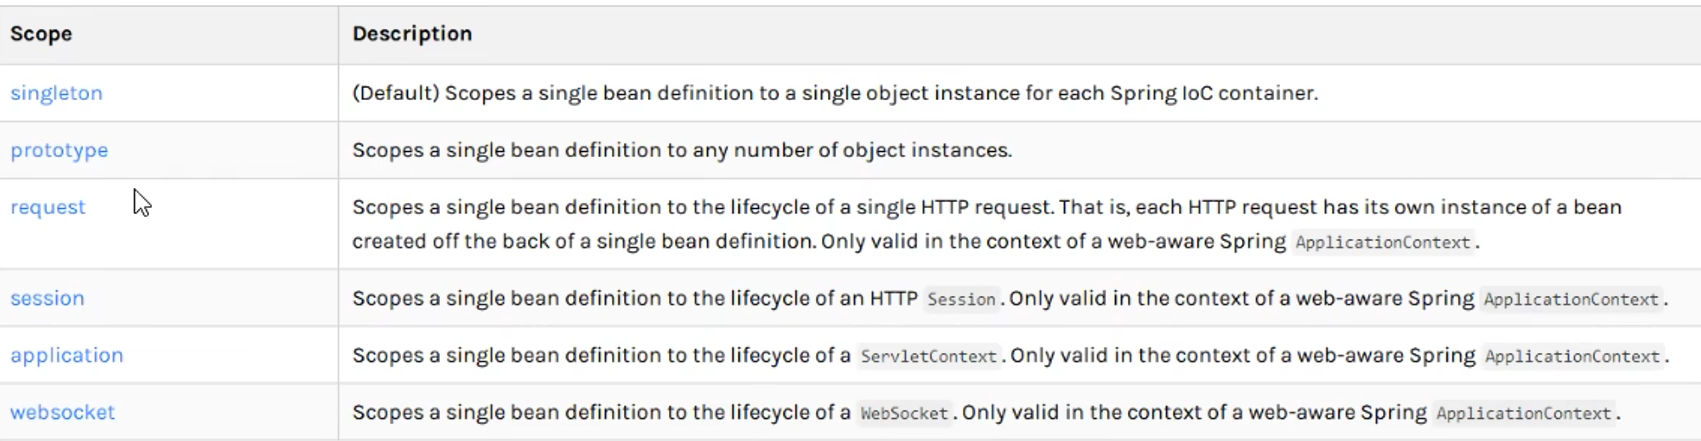 Scope Description
singleton (Default) Scopes a single bean definition to a single object instance for each Spring IoC container.
prototype Scopes a single bean definition to any number of object instances.
request Scopes a single bean definition to the lifecycle of a single HTTP request. That is, each HTTP request has its own instance of a bean
created off the back of a single bean definition. Only valid in the context of a web-aware Spring ApplicationContext.
session Scopes a single bean definition to the lifecycle of an HTTP Session. Only valid in the context of a web-aware Spring ApplicationContext.
application Scopes a single bean definition to the lifecycle of a ServletContext. Only valid in the context of a web-aware Spring ApplicationContext.
websocket Scopes a single bean definition to the lifecycle of a WebSocket. Only valid in the context of a web-aware Spring ApplicationContext.